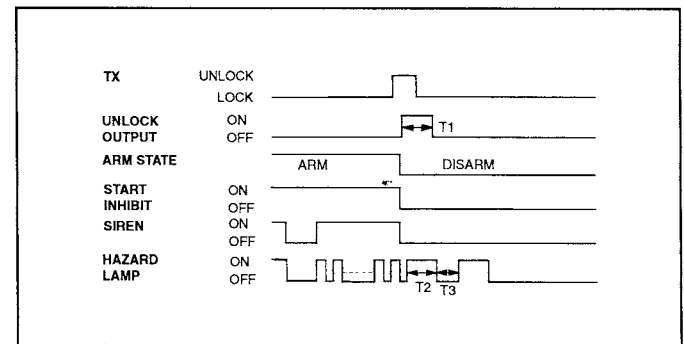 TX UNLOCK
LOCK
UNLOCK ON
OUTPUT OFF
T1
ARM STATE ARM DISARM
START ON
INHIBIT OFF
SIREN ON
OFF
HAZARD ON
LAMP OFF
T2 T3